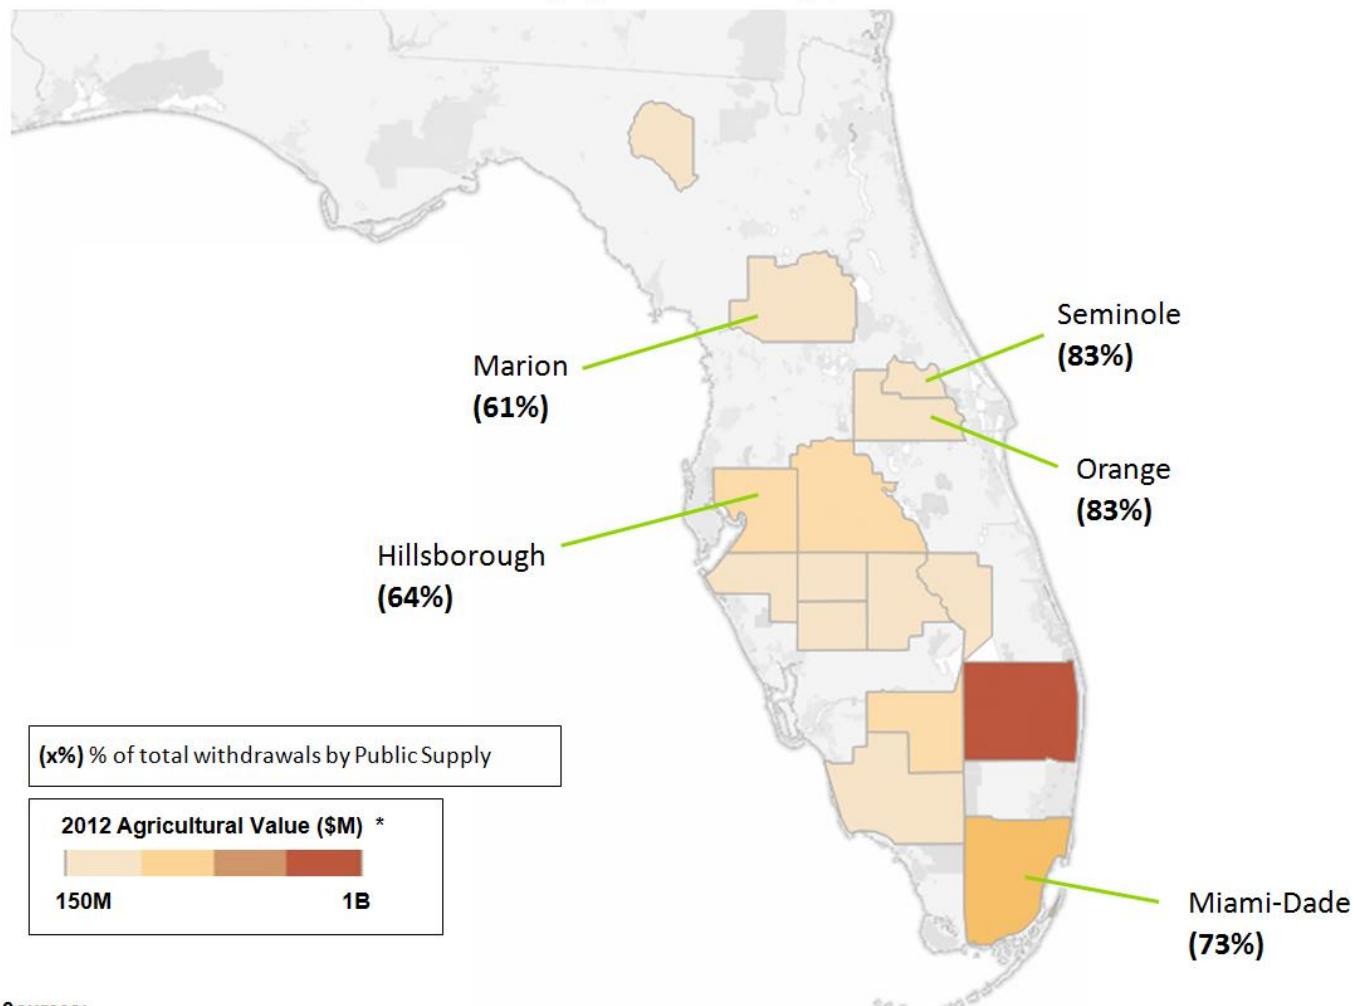 Seminole
(83%)
Marion
(61%)
Orange
(83%)
Hillsborough
(64%)
(x%) % of total withdrawals by Public Supply
2012 Agricultural Value ($M) *
150M 1B
Miami-Dade
(73%)